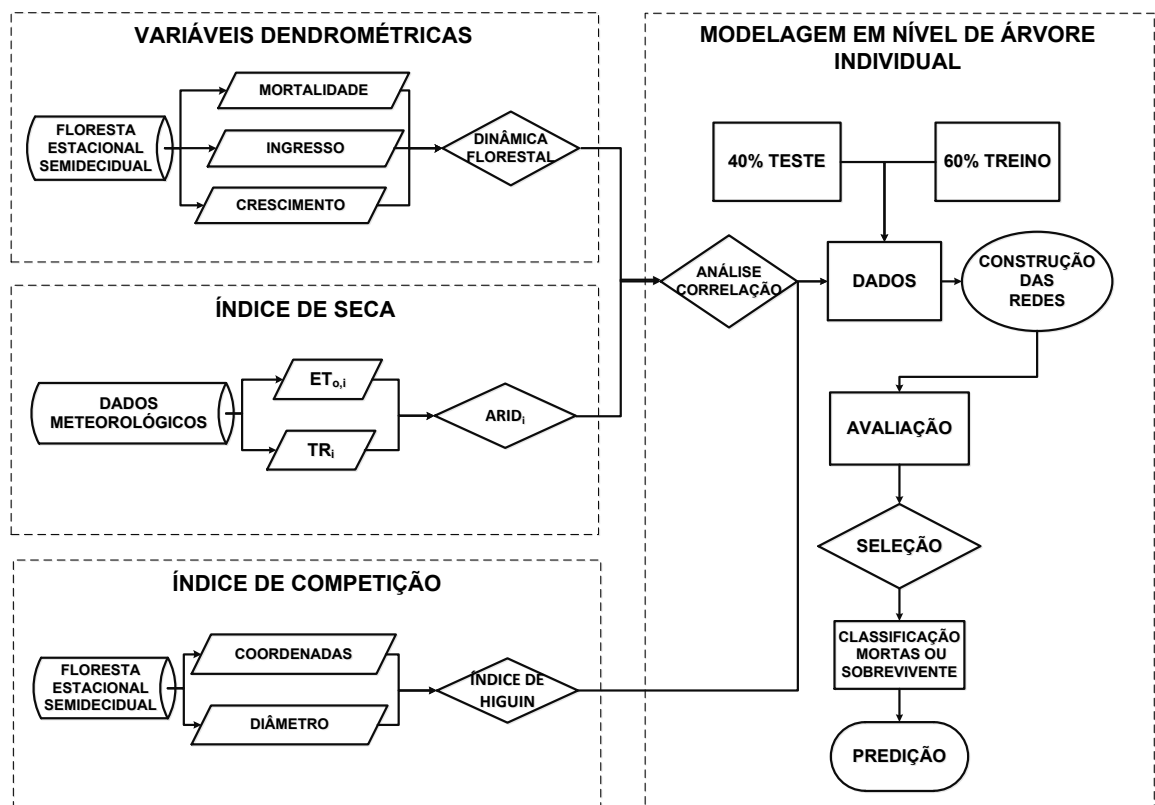 VARIÁVEIS DENDROMÉTRICAS
FLORESTA
ESTACIONAL
SEMIDECIDUAL
MORTALIDADE
INGRESSO
CRESCIMENTO
DINÂMICA
FLORESTAL
ÍNDICE DE SECA
DADOS
METEOROLÓGICOS
ETo,i
TRi
ARIDi
ÍNDICE DE COMPETIÇÃO
FLORESTA
ESTACIONAL
SEMIDECIDUAL
COORDENADAS
DIÂMETRO
ÍNDICE DE
HIGUIN
MODELAGEM EM NÍVEL DE ÁRVORE
INDIVIDUAL
40% TESTE
60% TREINO
ANÁLISE
CORRELAÇÃO
DADOS
CONSTRUÇÃO
DAS
REDES
AVALIAÇÃO
SELEÇÃO
CLASSIFICAÇÃO
MORTAS OU
SOBREVIVENTE
PREDIÇÃO